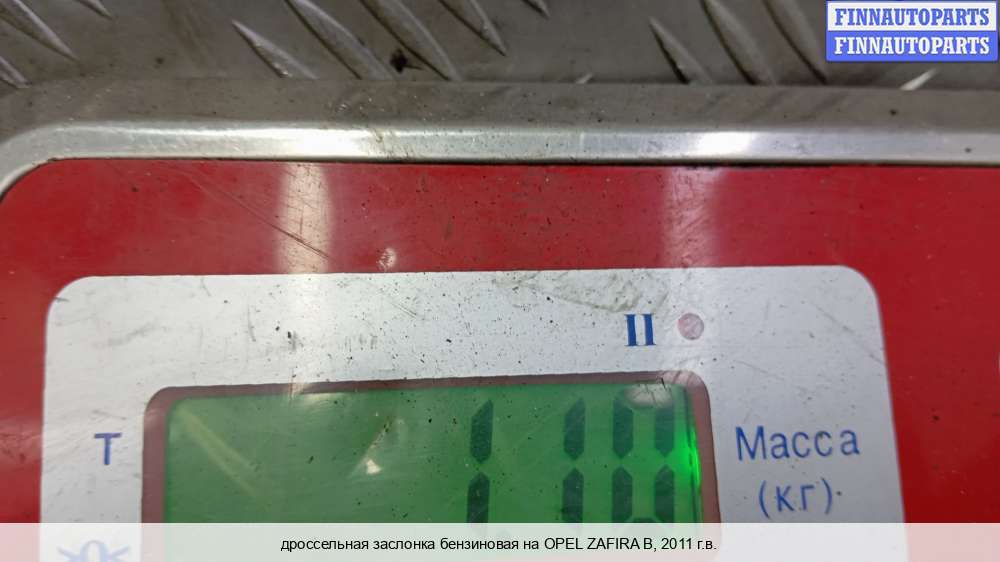 FINNAUTOPARTS
FINNAUTOPARTS
II
T
Масса
(кг)
дроссельная заслонка бензиновая на OPEL ZAFIRA B, 2011 г.в.